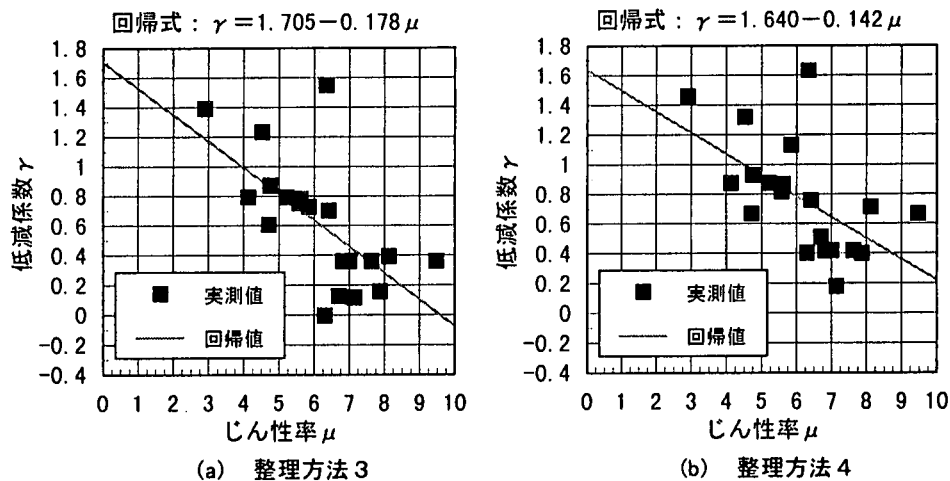 回帰式：γ＝1.705－0.178μ
1.8
1.6
1.4
1.2
1
0.8
0.6
0.4
0.2
0
-0.2
-0.4
低減係数γ
実測値
回帰値
0 1 2 3 4 5 6 7 8 9 10
じん性率μ
(a) 整理方法3
回帰式：γ＝1.640－0.142μ
1.8
1.6
1.4
1.2
1
0.8
0.6
0.4
0.2
0
-0.2
-0.4
低減係数γ
実測値
回帰値
0 1 2 3 4 5 6 7 8 9 10
じん性率μ
(b) 整理方法4